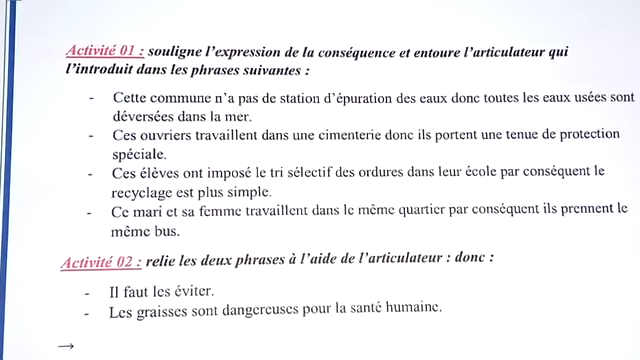 Activité 01 : souligne l'expression de la conséquence et entoure l'articulateur qui
l'introduit dans les phrases suivantes :
- Cette commune n'a pas de station d'épuration des eaux donc toutes les eaux usées sont
déversées dans la mer.
- Ces ouvriers travaillent dans une cimenterie donc ils portent une tenue de protection
spéciale.
- Ces élèves ont imposé le tri sélectif des ordures dans leur école par conséquent le
recyclage est plus simple.
- Ce mari et sa femme travaillent dans le même quartier par conséquent ils prennent le
même bus.
Activité 02 : relie les deux phrases à l'aide de l'articulateur : donc :
- Il faut les éviter.
- Les graisses sont dangereuses pour la santé humaine.
→